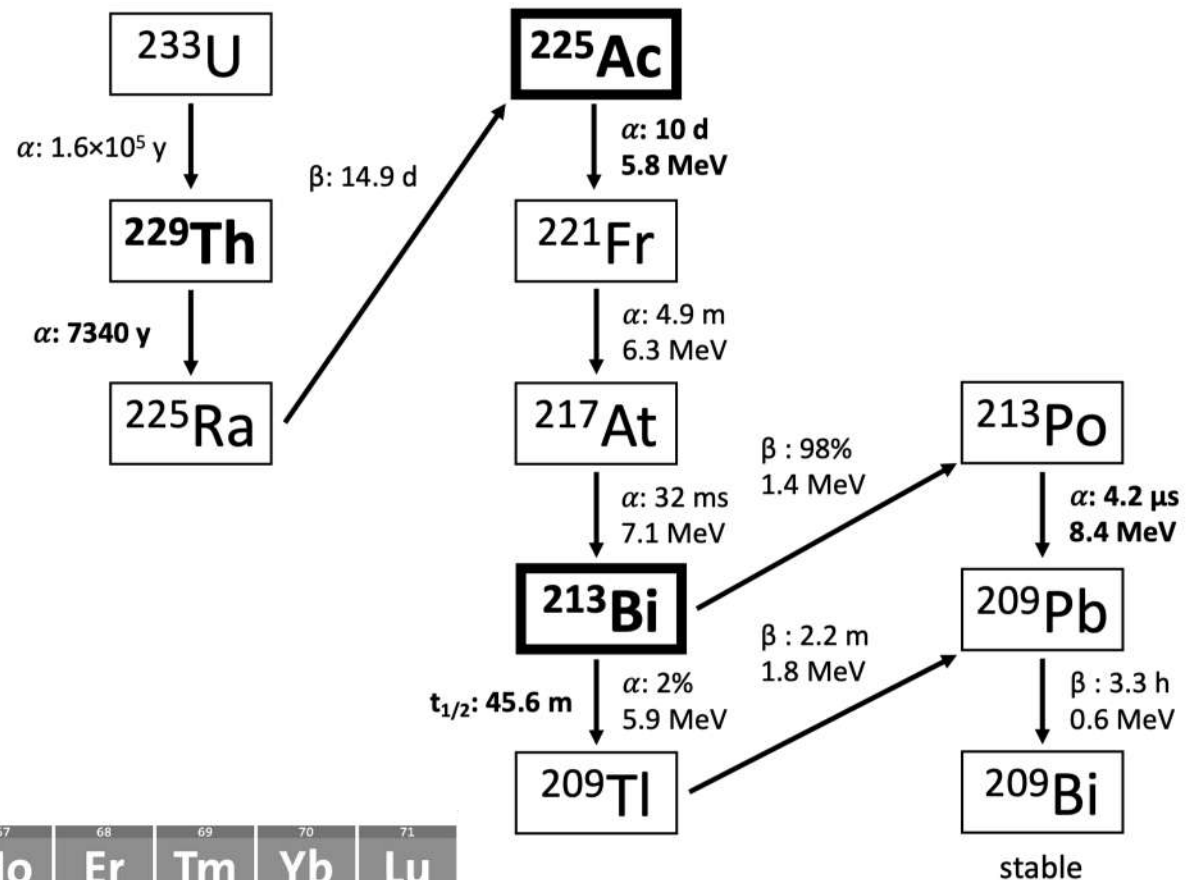 ²³³U
α: 1.6×10⁵ y
²²⁹Th
α: 7340 y
²²⁵Ra
β: 14.9 d
²²⁵Ac
α: 10 d
5.8 MeV
²²¹Fr
α: 4.9 m
6.3 MeV
²¹⁷At
α: 32 ms
7.1 MeV
²¹³Bi
t₁/₂: 45.6 m
α: 2%
5.9 MeV
²⁰⁹Tl
β : 98%
1.4 MeV
β : 2.2 m
1.8 MeV
²¹³Po
α: 4.2 µs
8.4 MeV
²⁰⁹Pb
β : 3.3 h
0.6 MeV
²⁰⁹Bi
stable
68
Er
69
Tm
70
Yb
71
Lu